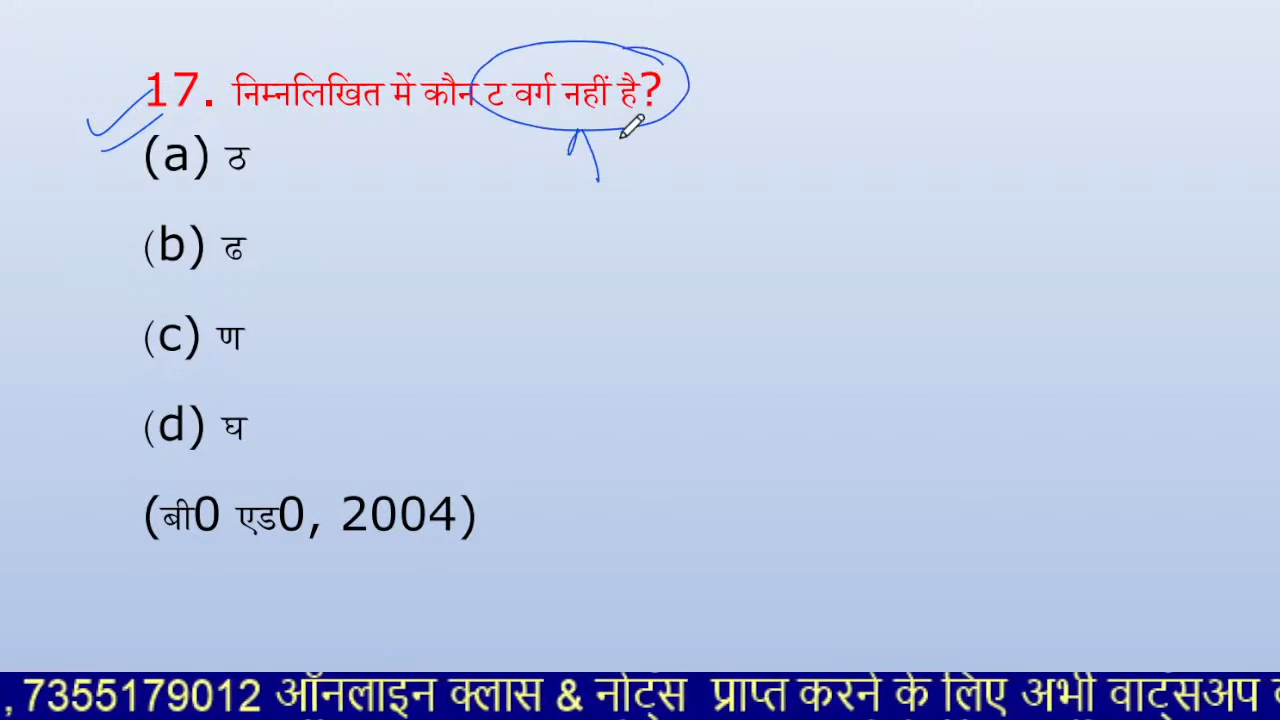 17. निम्नलिखित में कौन ट वर्ग नहीं है?
(a) ठ
(b) ढ
(c) ण
(d) घ
(बी0 एड0, 2004)
, 7355179012 ऑनलाइन क्लास & नोट्स प्राप्त करने के लिए अभी वाट्सअप